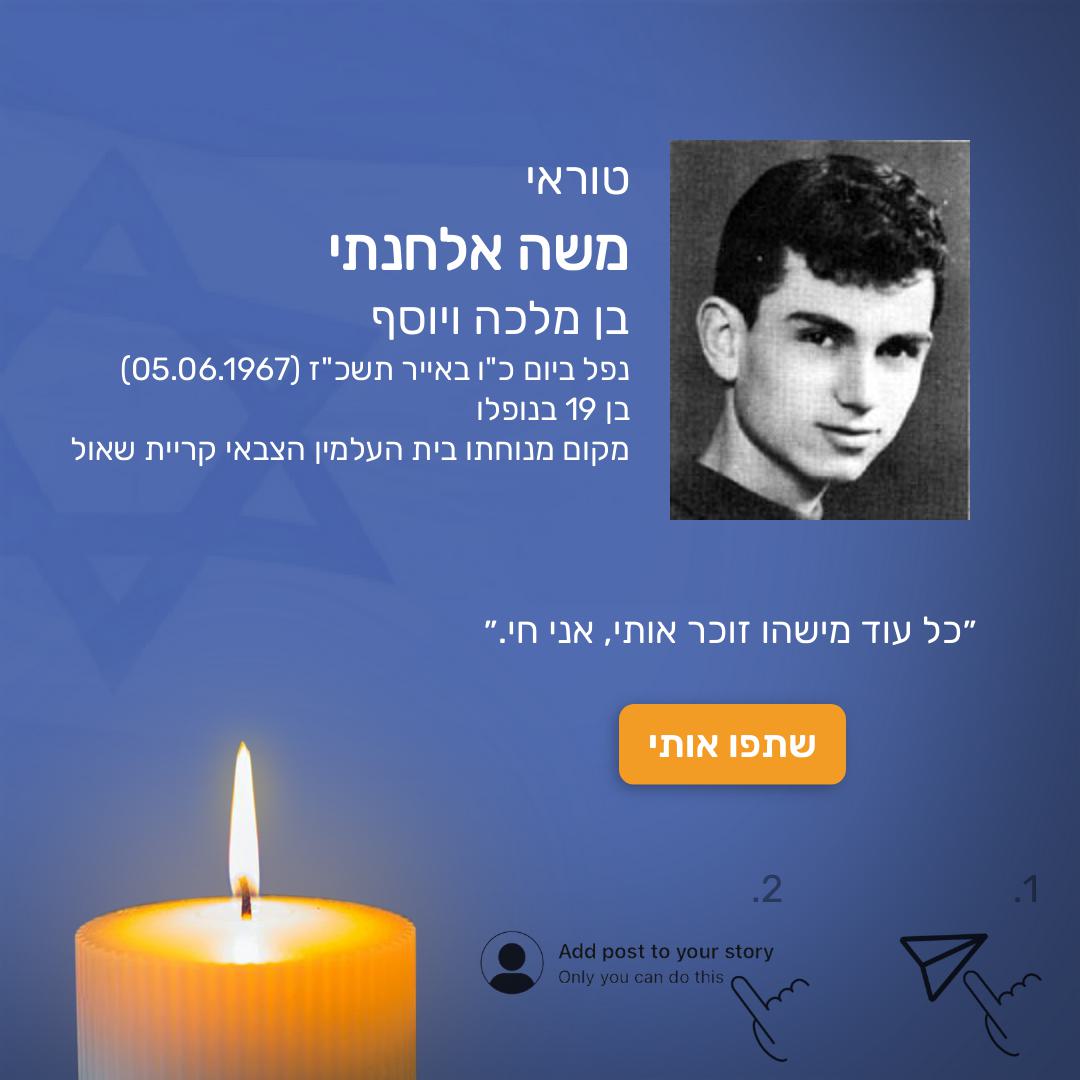 טוראי
משה אלחנתי
בן מלכה ויוסף
נפל ביום כ"ו באייר תשכ"ז (05.06.1967)
בן 19 בנופלו
מקום מנוחתו בית העלמין הצבאי קריית שאול
״כל עוד מישהו זוכר אותי, אני חי.״
שתפו אותי
1.
2.
Add post to your story
Only you can do this